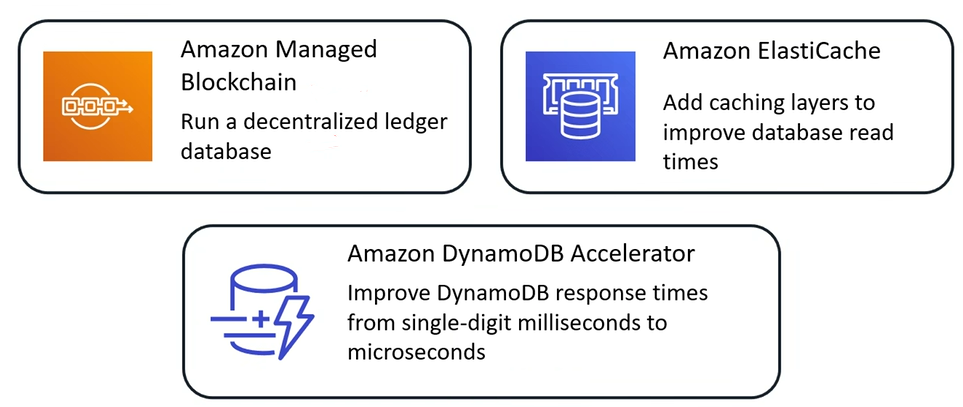 Amazon Managed
Blockchain
Run a decentralized ledger
database
Amazon ElastiCache
Add caching layers to
improve database read
times
Amazon DynamoDB Accelerator
Improve DynamoDB response times
from single-digit milliseconds to
microseconds